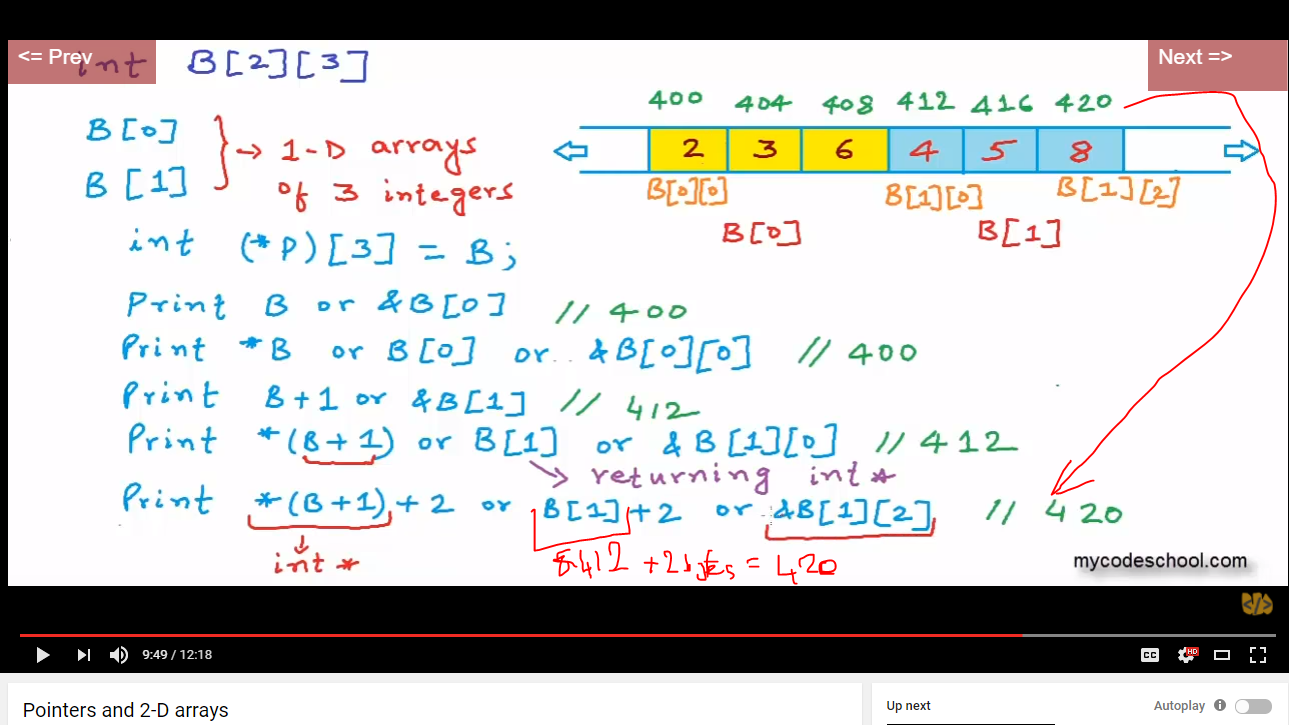 <= Prev
Next =>
int B[2][3]
400 404 408 412 416 420
B[0]
B[1]
→ 1-D arrays
of 3 integers
2 3 6 4 5 8
B[0][0] B[1][0] B[1][2]
B[0] B[1]
int (*P)[3] = B;
Print B or &B[0] // 400
Print *B or B[0] or &B[0][0] // 400
Print B+1 or &B[1] // 412
Print *(B+1) or B[1] or &B[1][0] // 412
returning int *
Print *(B+1)+2 or B[1]+2 or &B[1][2] // 420
int *
412 +2 = 420
mycodeschool.com
</>
9:49 / 12:18
CC
HD
Pointers and 2-D arrays
Up next
Autoplay